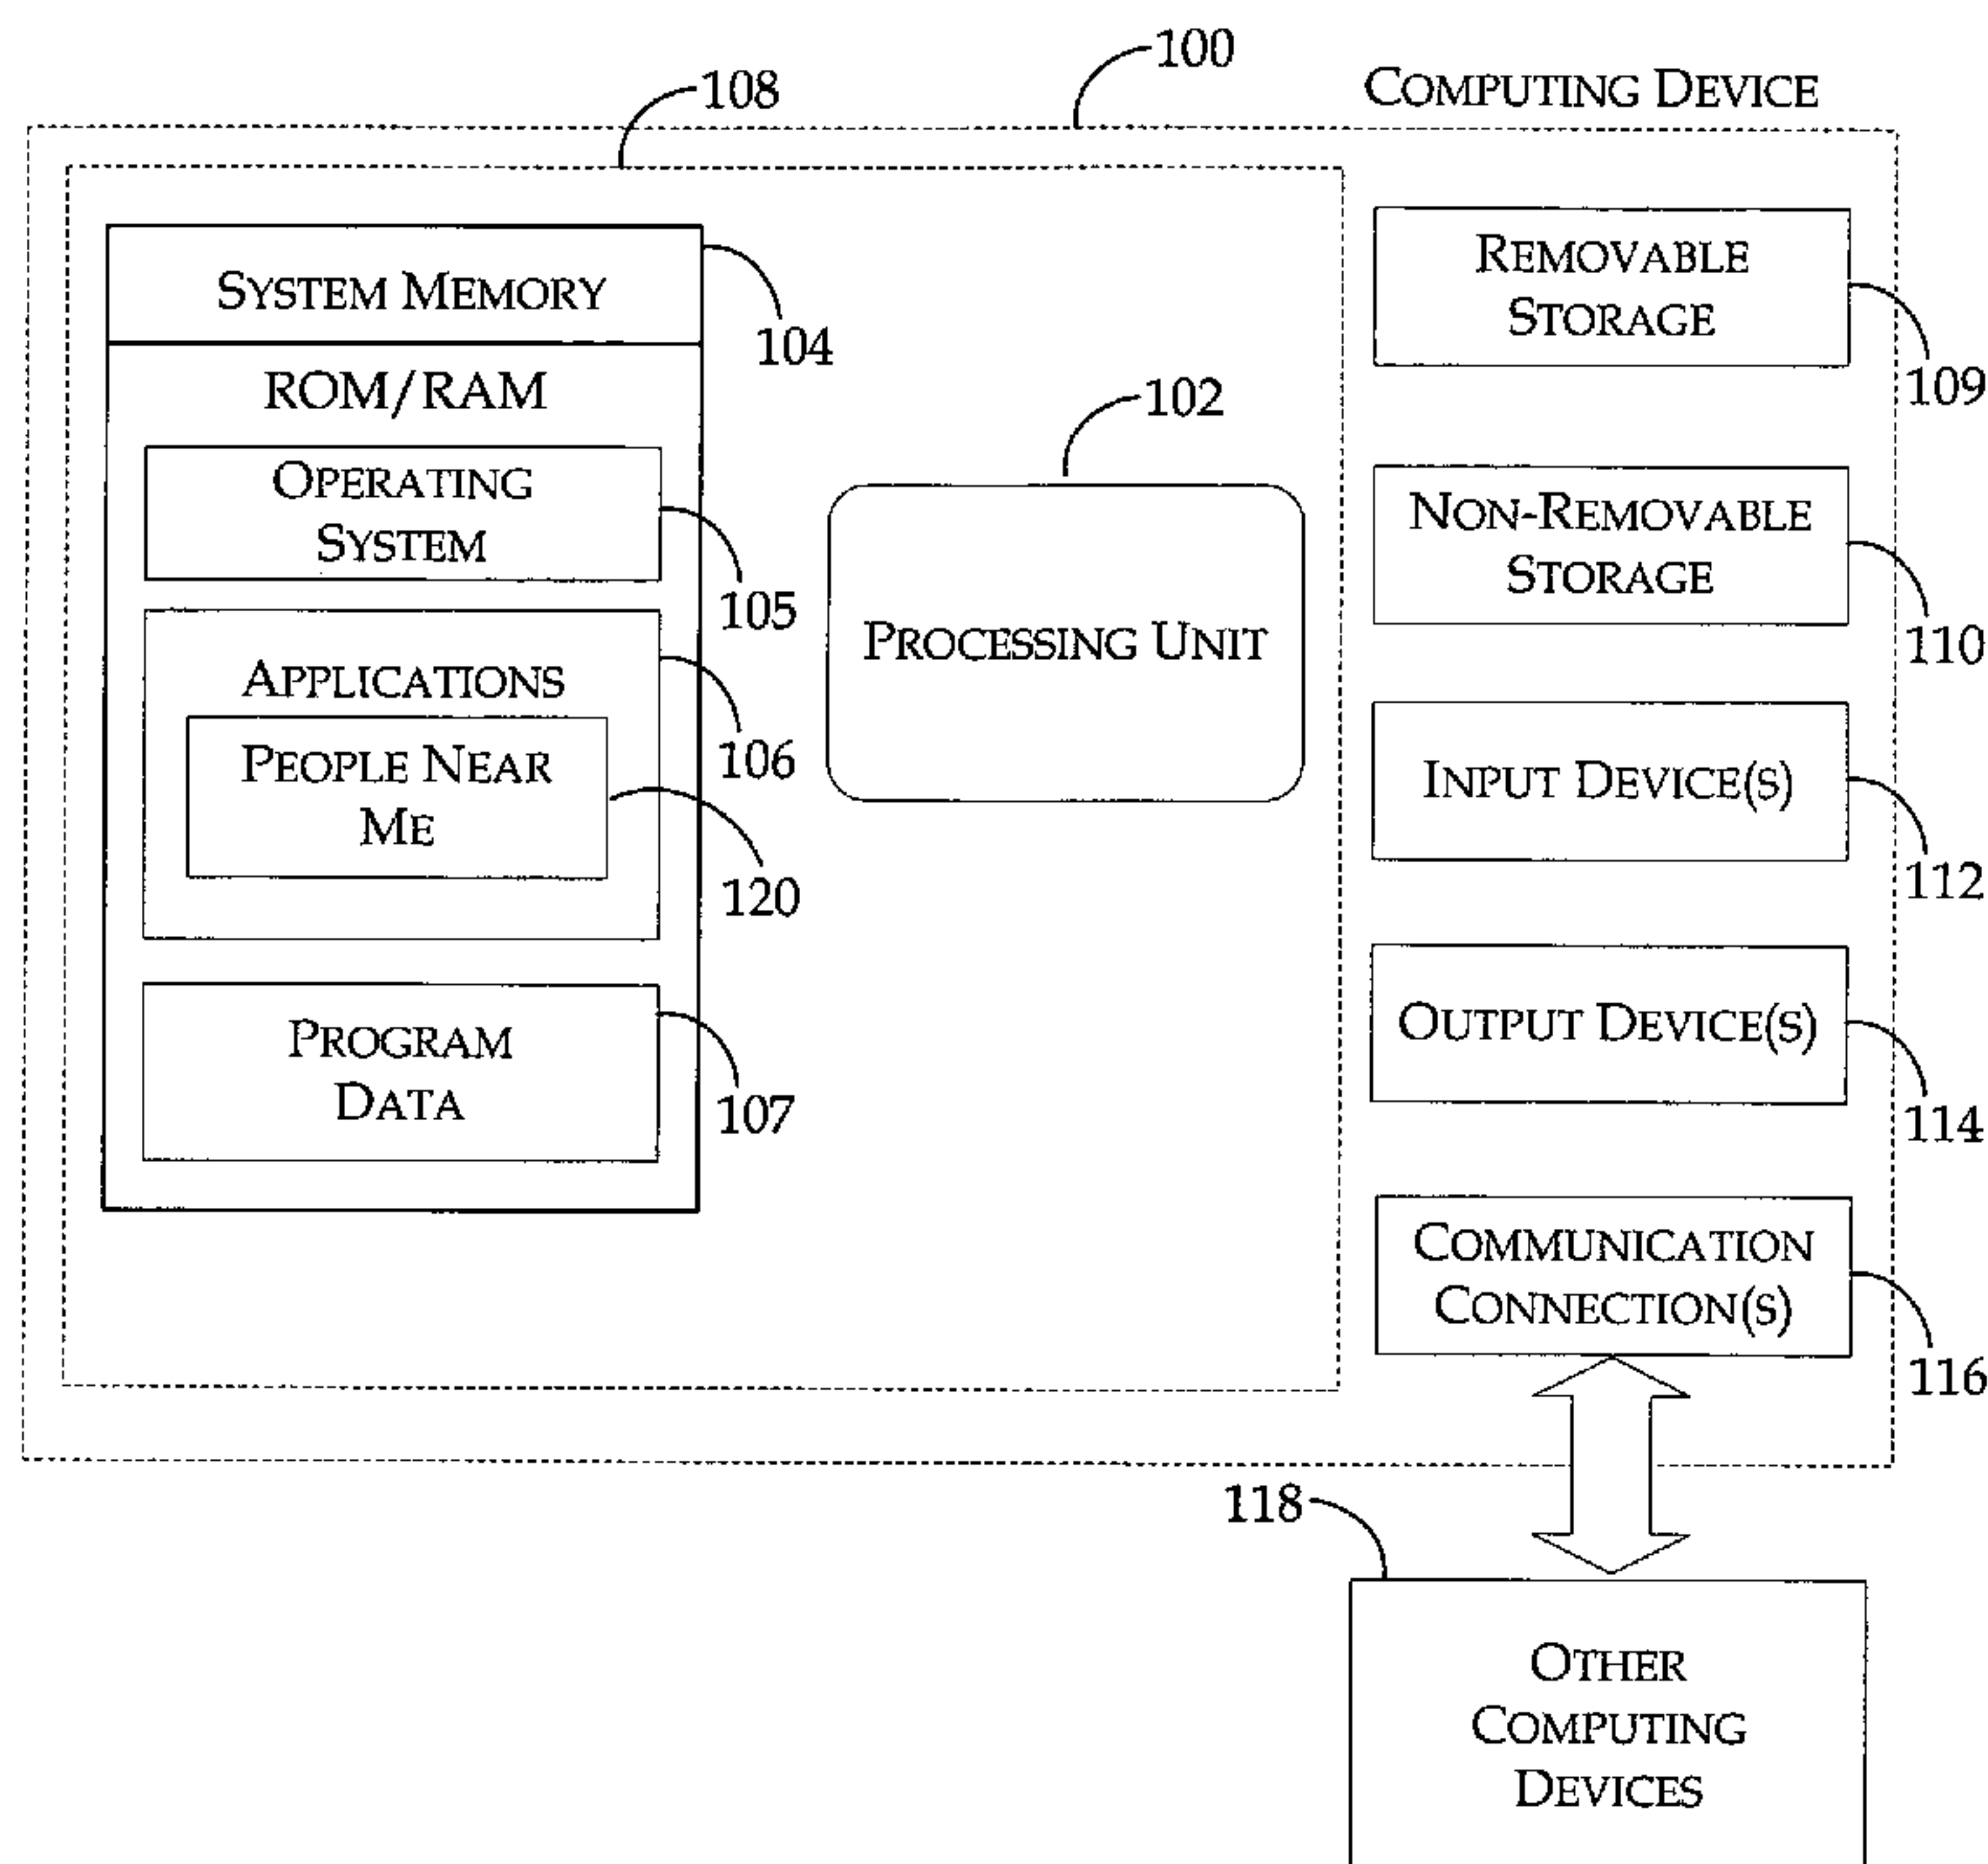 100
COMPUTING DEVICE
108
SYSTEM MEMORY
104
ROM/RAM
OPERATING
SYSTEM
105
APPLICATIONS
106
PEOPLE NEAR
ME
120
PROGRAM
DATA
107
102
PROCESSING UNIT
REMOVABLE
STORAGE
109
NON-REMOVABLE
STORAGE
110
INPUT DEVICE(S)
112
OUTPUT DEVICE(S)
114
COMMUNICATION
CONNECTION(S)
116
118
OTHER
COMPUTING
DEVICES